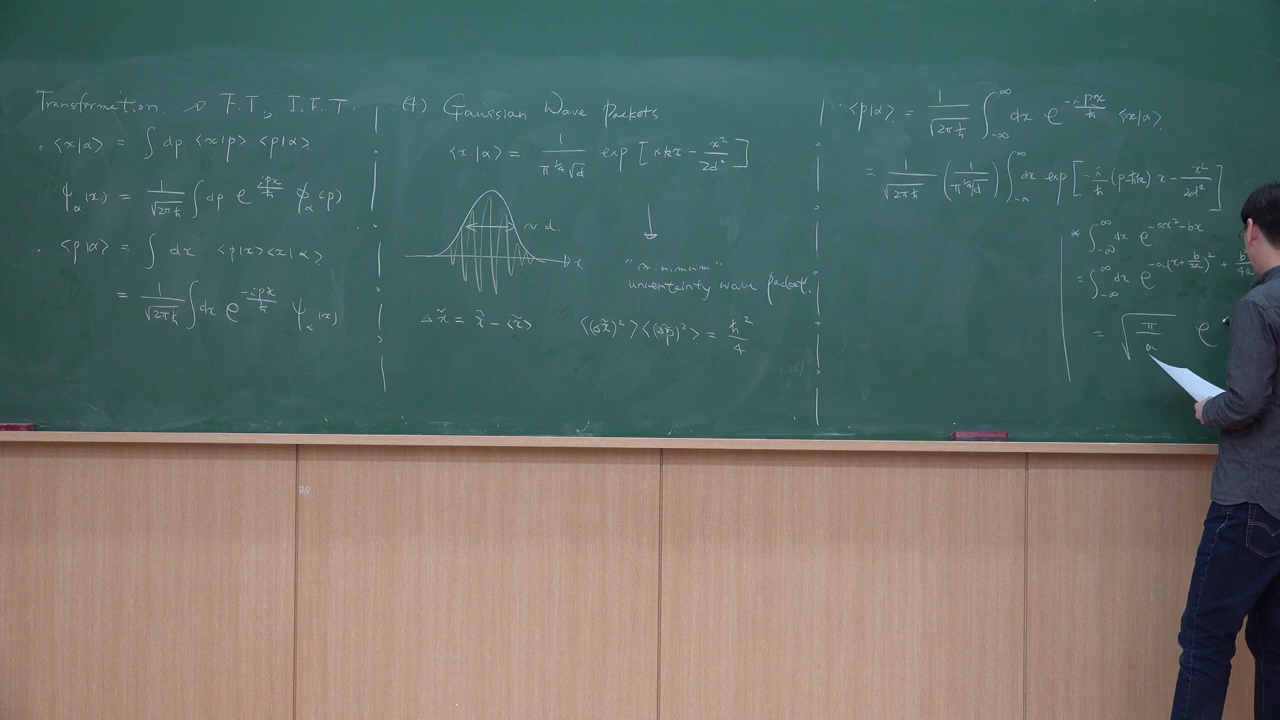 Transformation → F.T., I.F.T.
· <x|α> = ∫ dp <x|p> <p|α>
ψ_α(x) = 1/√(2πħ) ∫ dp e^{ipx/ħ} ϕ_α(p)
· <p|α> = ∫ dx <p|x><x|α>
= 1/√(2πħ) ∫ dx e^{-ipx/ħ} ψ_α(x)
(4) Gaussian Wave Packets.
<x|α> = 1/(π^{1/4}√d) exp[ikx - x²/2d²]
~ d.
x
"minimum"
uncertainty wave packet.
Δx̃ = x̃ - <x̃> <(Δx̃)²><(Δp̃)²> = ħ²/4
· <p|α> = 1/√(2πħ) ∫_{-∞}^{∞} dx e^{-ipx/ħ} <x|α>.
= 1/√(2πħ) (1/(π^{1/4}√d)) ∫_{-∞}^{∞} dx exp[-i/ħ (p-ħk) x - x²/2d²]
* ∫_{-∞}^{∞} dx e^{-ax²-bx}
= ∫_{-∞}^{∞} dx e^{-a(x+b/2a)² + b²/4a}
= √(π/a) e